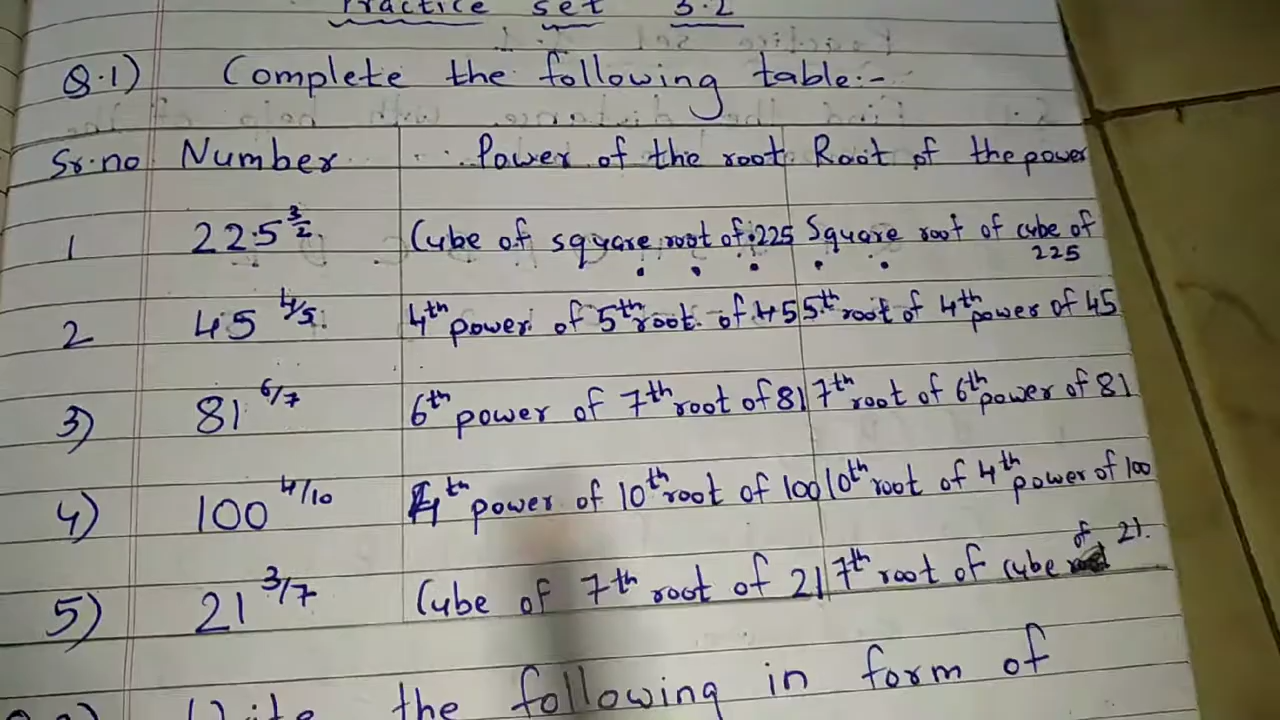 Practice set 3.2
Q.1) Complete the following table:-
Sr.no Number Power of the root Root of the power
1 225 3/2 Cube of square root of 225 Square root of cube of 225
2 45 4/5 4th power of 5th root of 45 5th root of 4th power of 45
3) 81 6/7 6th power of 7th root of 81 7th root of 6th power of 81
4) 100 4/10 4th power of 10th root of 100 10th root of 4th power of 100
5) 21 3/7 Cube of 7th root of 21 7th root of cube of 21.
Write the following in form of